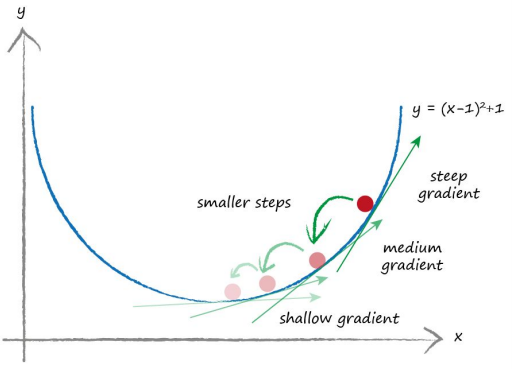 y
y = (x-1)²+1
steep
gradient
smaller steps
medium
gradient
shallow gradient
x